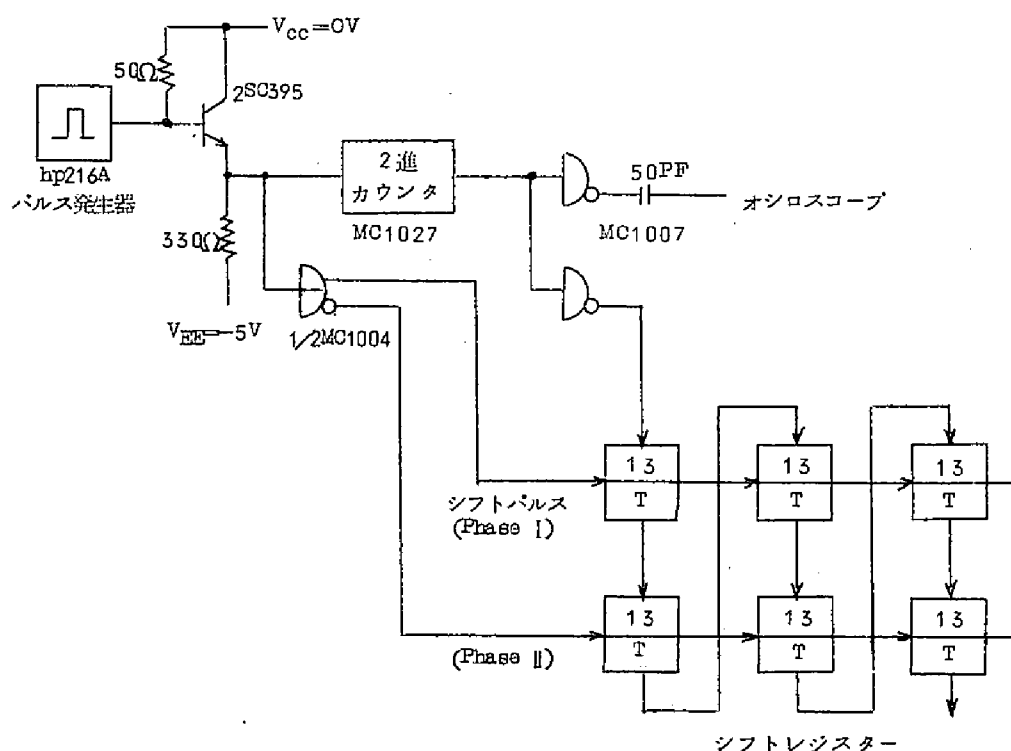 V_CC=0V
50Ω
2SC395
hp216A
パルス発生器
2進
カウンタ
MC1027
50PF
オシロスコープ
MC1007
330Ω
V_EE=-5V
1/2MC1004
シフトパルス
(Phase I)
13
T
13
T
13
T
(Phase Ⅱ)
13
T
13
T
13
T
シフトレジスター